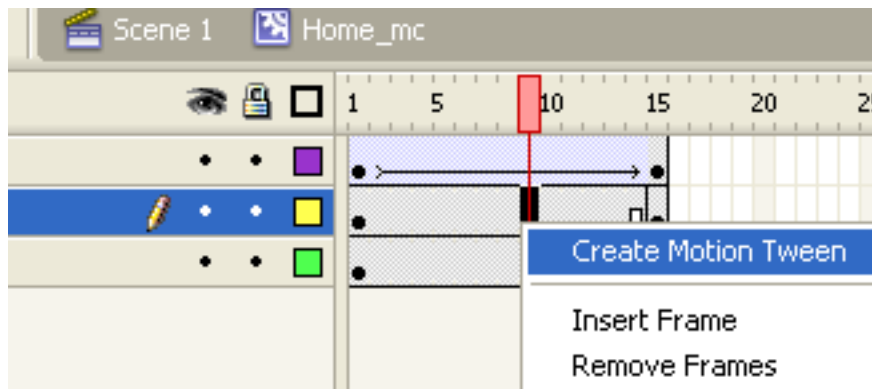 Scene 1 Home_mc
1 5 10 15 20
Create Motion Tween
Insert Frame
Remove Frames